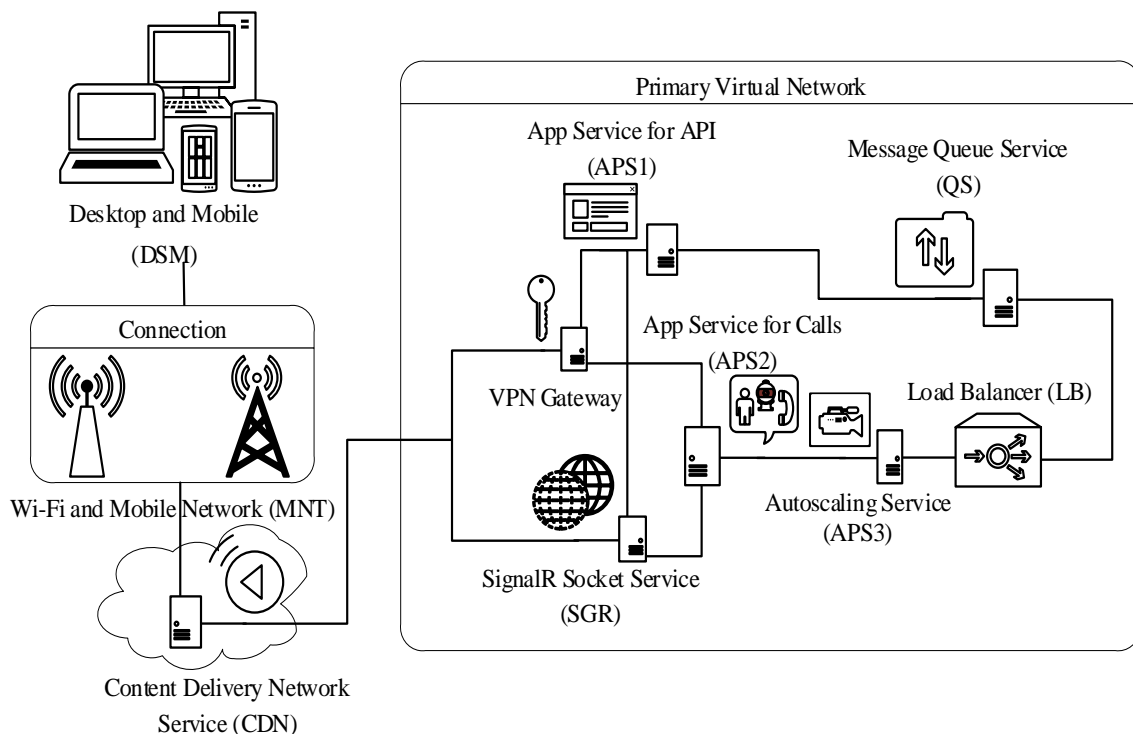 Desktop and Mobile
(DSM)
Connection
Wi-Fi and Mobile Network (MNT)
Content Delivery Network
Service (CDN)
Primary Virtual Network
App Service for API
(APS1)
Message Queue Service
(QS)
VPN Gateway
App Service for Calls
(APS2)
Load Balancer (LB)
Autoscaling Service
(APS3)
SignalR Socket Service
(SGR)